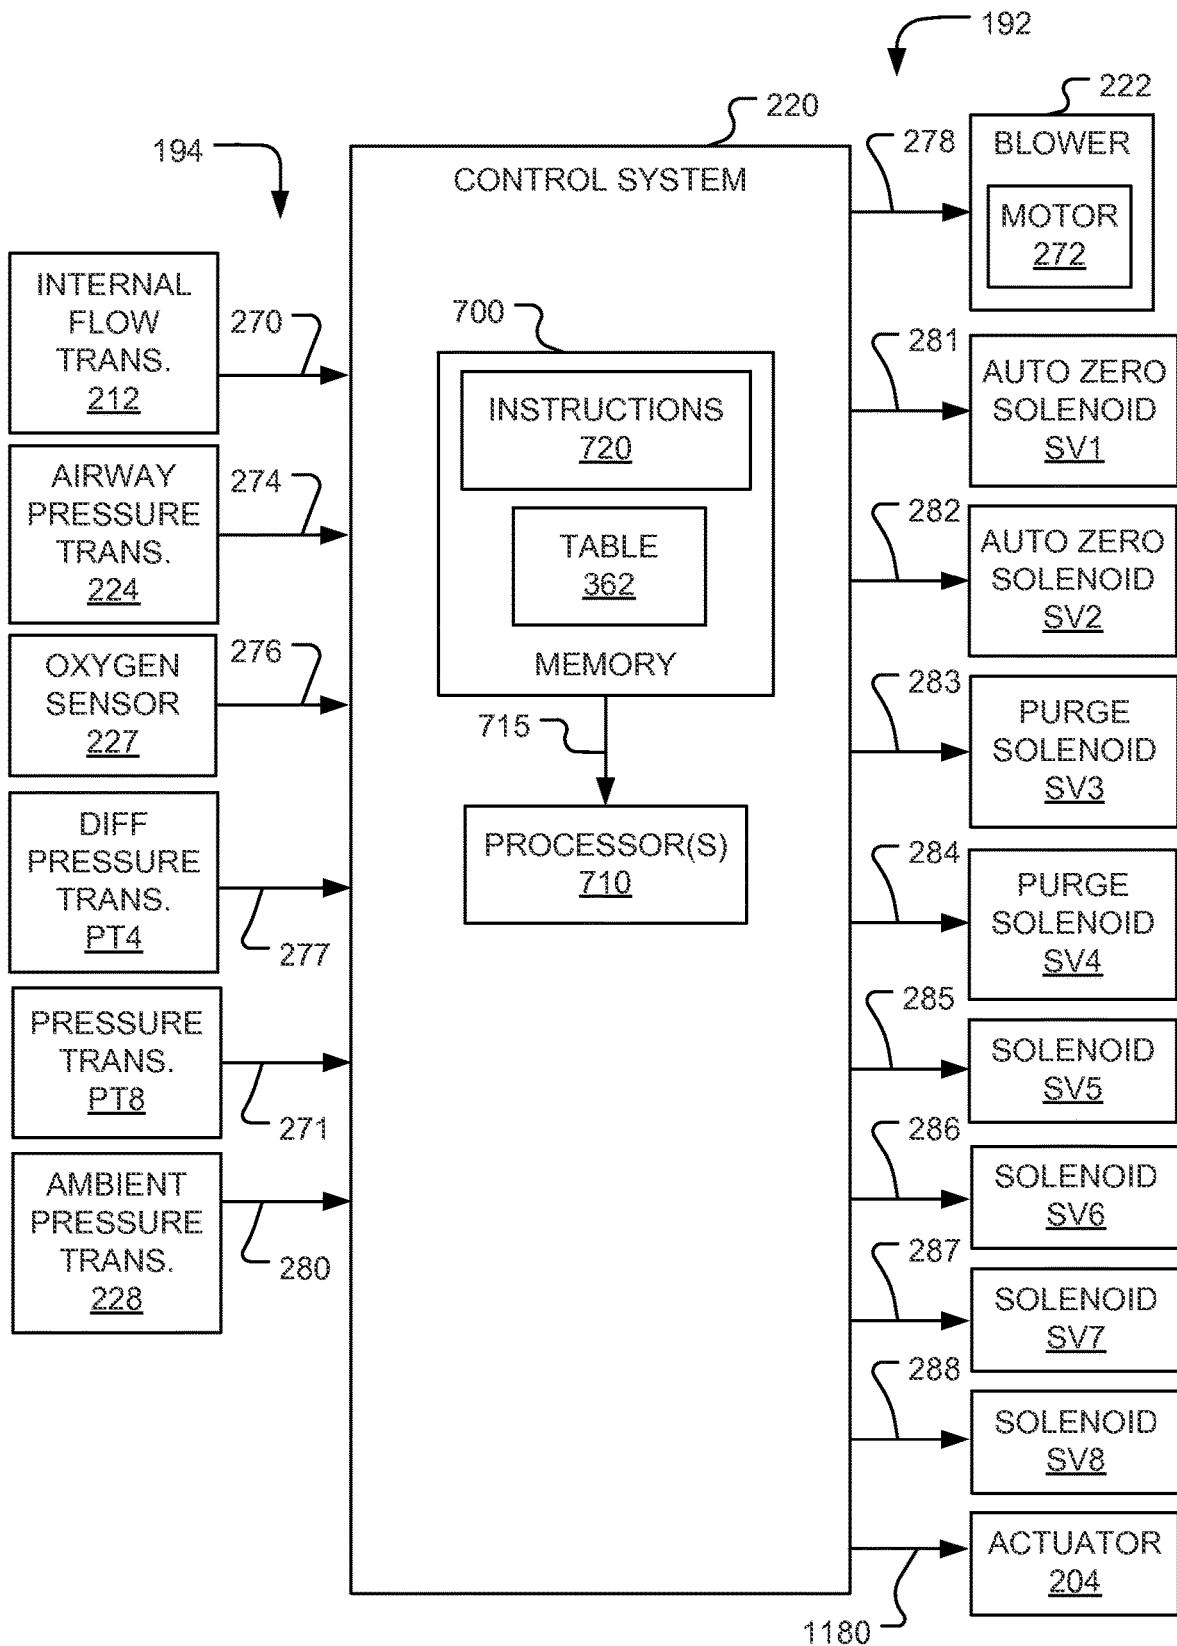 192
220
222
194
278
CONTROL SYSTEM
BLOWER
MOTOR
272
INTERNAL
FLOW
TRANS.
212
270
AIRWAY
PRESSURE
TRANS.
224
274
OXYGEN
SENSOR
227
276
DIFF
PRESSURE
TRANS.
PT4
277
PRESSURE
TRANS.
PT8
271
AMBIENT
PRESSURE
TRANS.
228
280
700
INSTRUCTIONS
720
TABLE
362
MEMORY
715
PROCESSOR(S)
710
281
AUTO ZERO
SOLENOID
SV1
282
AUTO ZERO
SOLENOID
SV2
283
PURGE
SOLENOID
SV3
284
PURGE
SOLENOID
SV4
285
SOLENOID
SV5
286
SOLENOID
SV6
287
SOLENOID
SV7
288
SOLENOID
SV8
ACTUATOR
204
1180